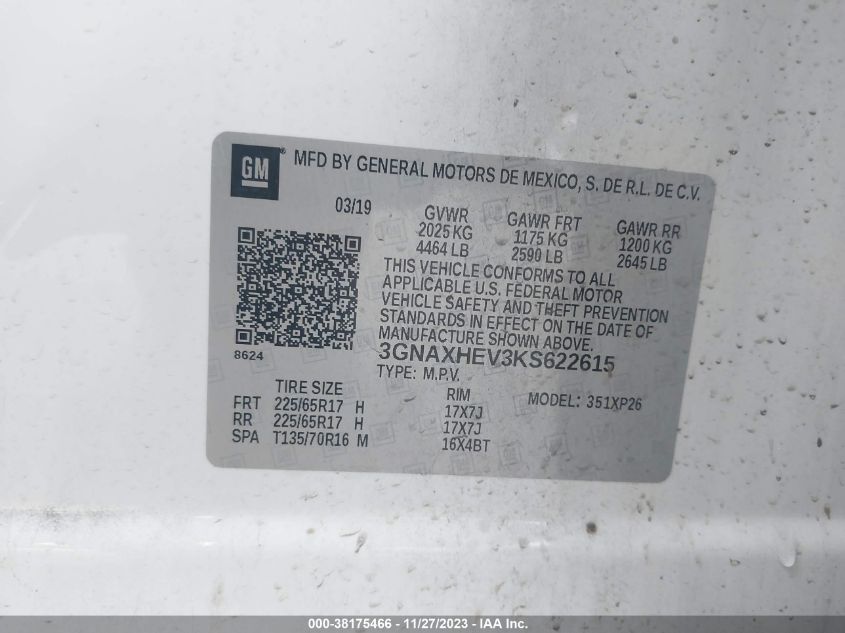 GM ® MFD BY GENERAL MOTORS DE MEXICO, S. DE R.L. DE C.V.
03/19 GVWR GAWR FRT GAWR RR
2025 KG 1175 KG 1200 KG
4464 LB 2590 LB 2645 LB
THIS VEHICLE CONFORMS TO ALL
APPLICABLE U.S. FEDERAL MOTOR
VEHICLE SAFETY AND THEFT PREVENTION
STANDARDS IN EFFECT ON THE DATE OF
MANUFACTURE SHOWN ABOVE.
8624 3GNAXHEV3KS622615
TYPE: M.P.V.
TIRE SIZE RIM MODEL: 351XP26
FRT 225/65R17 H 17X7J
RR 225/65R17 H 17X7J
SPA T135/70R16 M 16X4BT
000-38175466 - 11/27/2023 - IAA Inc.